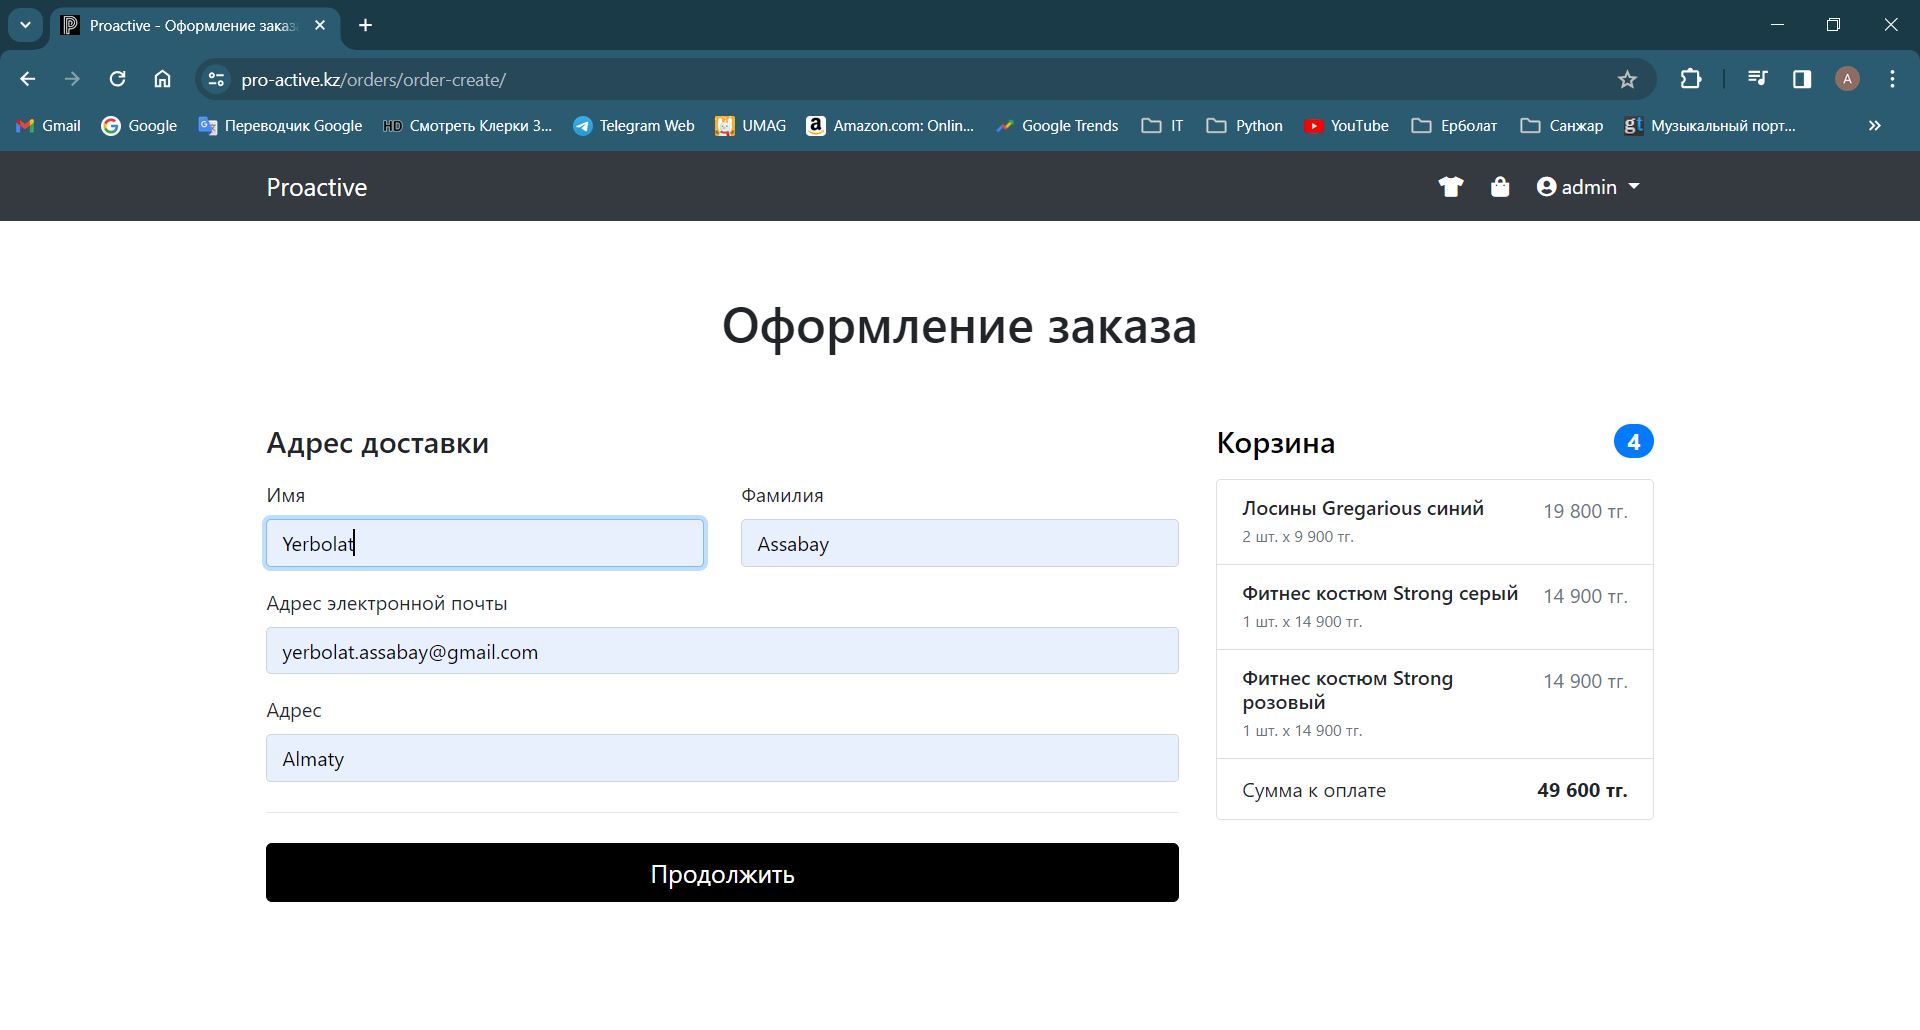 Proactive - Оформление заказ
pro-active.kz/orders/order-create/
A
Gmail
Google
Переводчик Google
HD Смотреть Клерки 3...
Telegram Web
UMAG
Amazon.com: Onlin...
Google Trends
IT
Python
YouTube
Ерболат
Санжар
gt Музыкальный порт...
Proactive
admin
Оформление заказа
Адрес доставки
Имя
Фамилия
Yerbolat
Assabay
Адрес электронной почты
yerbolat.assabay@gmail.com
Адрес
Almaty
Продолжить
Корзина
4
Лосины Gregarious синий
19 800 тг.
2 шт. x 9 900 тг.
Фитнес костюм Strong серый
14 900 тг.
1 шт. x 14 900 тг.
Фитнес костюм Strong
розовый
14 900 тг.
1 шт. x 14 900 тг.
Сумма к оплате
49 600 тг.